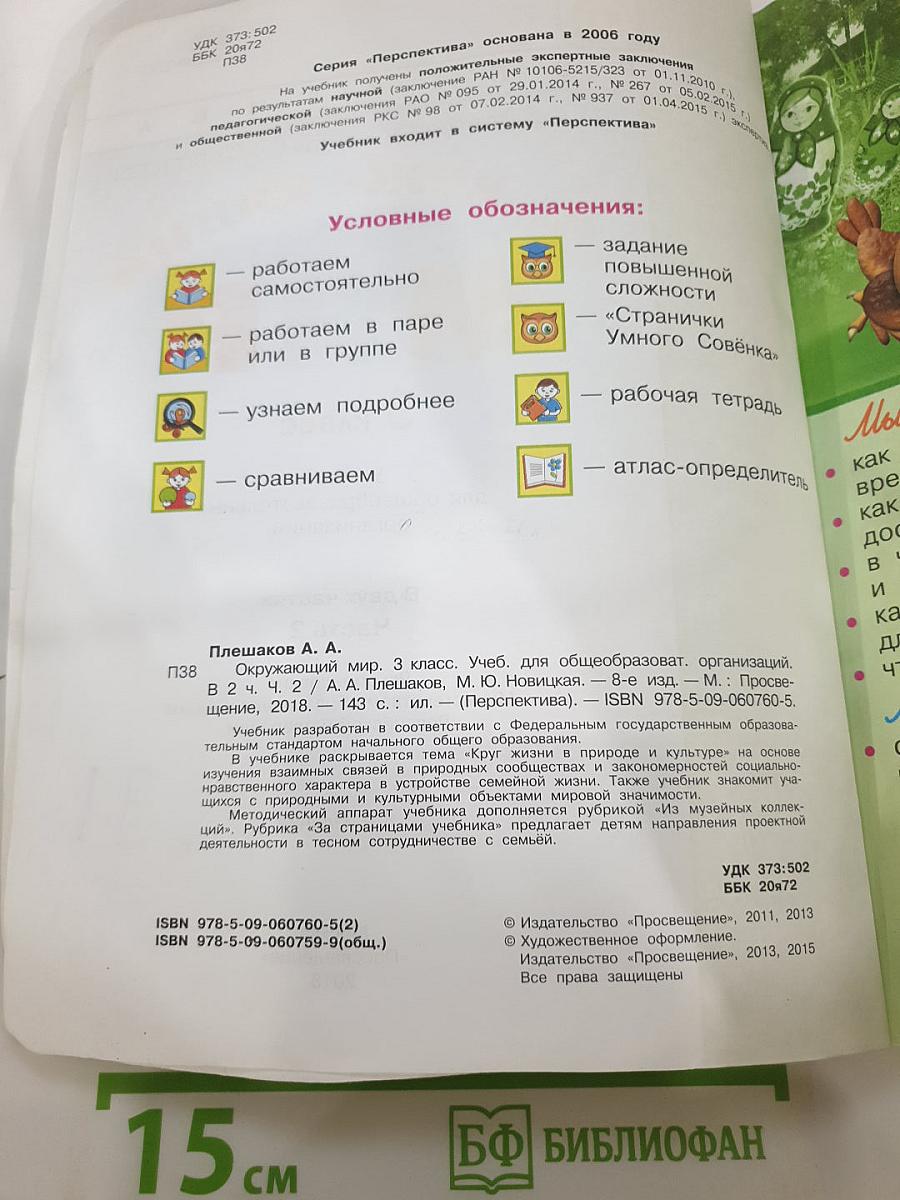 УДК 373:502
ББК 20я72
П38
Серия «Перспектива» основана в 2006 году
На учебник получены положительные экспертные заключения
по результатам научной (заключение РАН № 10106-5215/323 от 01.11.2010 г.),
педагогической (заключения РАО № 095 от 29.01.2014 г., № 267 от 05.02.2015 г.)
и общественной (заключения РКС № 98 от 07.02.2014 г., № 937 от 01.04.2015 г.)
Учебник входит в систему «Перспектива»
Условные обозначения:
— работаем
самостоятельно
— работаем в паре
или в группе
— узнаем подробнее
— сравниваем
— задание
повышенной
сложности
— «Странички
Умного Совёнка»
— рабочая тетрадь
— атлас-определитель
Плешаков А. А.
П38 Окружающий мир. 3 класс. Учеб. для общеобразоват. организаций.
В 2 ч. Ч. 2 / А. А. Плешаков, М. Ю. Новицкая. — 8-е изд. — М. : Просве-
щение, 2018. — 143 с. : ил. — (Перспектива). — ISBN 978-5-09-060760-5.
Учебник разработан в соответствии с Федеральным государственным образова-
тельным стандартом начального общего образования.
В учебнике раскрывается тема «Круг жизни в природе и культуре» на основе
изучения взаимных связей в природных сообществах и закономерностей социально-
нравственного характера в устройстве семейной жизни. Также учебник знакомит уча-
щихся с природными и культурными объектами мировой значимости.
Методический аппарат учебника дополняется рубрикой «Из музейных коллек-
ций». Рубрика «За страницами учебника» предлагает детям направления проектной
деятельности в тесном сотрудничестве с семьёй.
УДК 373:502
ББК 20я72
ISBN 978-5-09-060760-5(2)
ISBN 978-5-09-060759-9(общ.)
© Издательство «Просвещение», 2011, 2013
© Художественное оформление.
Издательство «Просвещение», 2013, 2015
Все права защищены
Мы
• как
вре
• как
дос
• в
и
• ка
дл
• чт
15 см
БФ БИБЛИОФАН